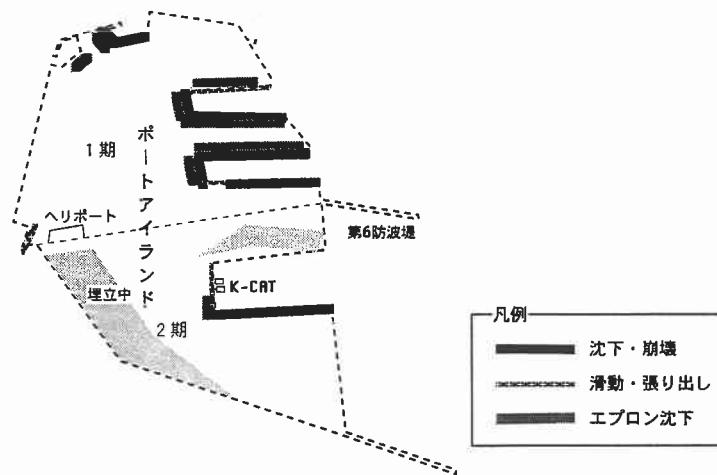 1期
ポートアイランド
ヘリポート
第6防波堤
K-CAT
埋立中
2期
凡例
沈下・崩壊
滑動・張り出し
エプロン沈下